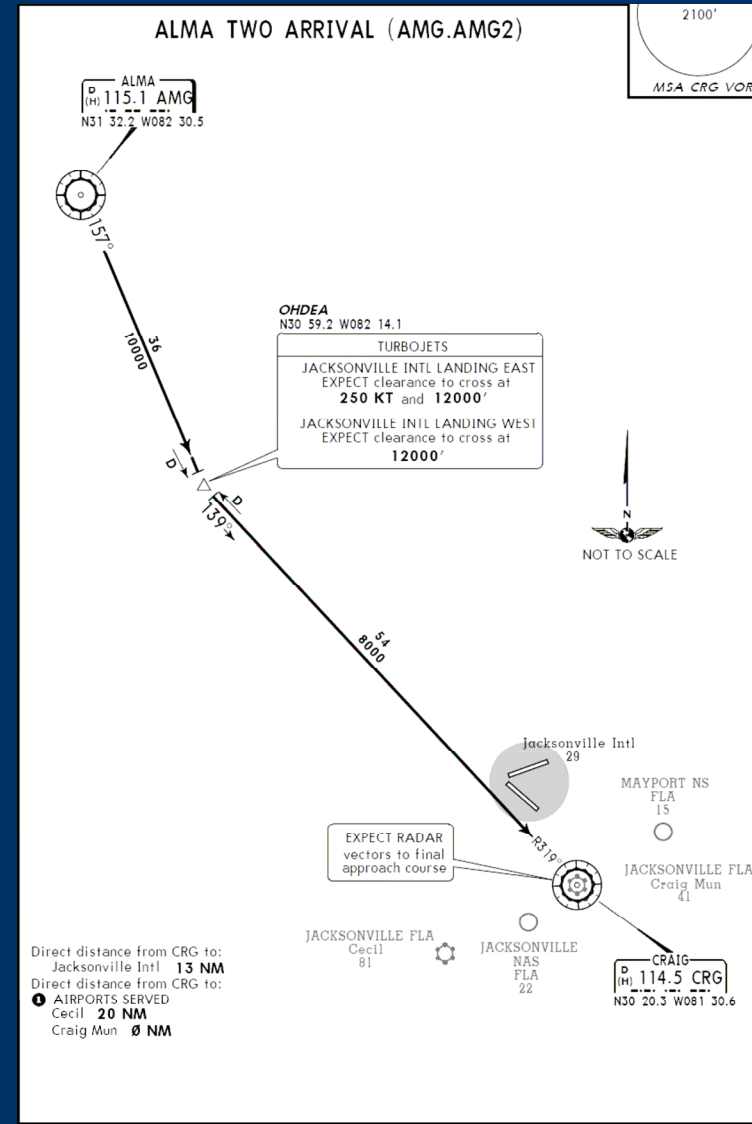 ALMA TWO ARRIVAL (AMG.AMG2)
2100'
MSA CRG VOR
ALMA
D
(H) 115.1 AMG
N31 32.2 W082 30.5
157°
36
10000
OHDEA
N30 59.2 W082 14.1
TURBOJETS
JACKSONVILLE INTL LANDING EAST
EXPECT clearance to cross at
250 KT and 12000'
JACKSONVILLE INTL LANDING WEST
EXPECT clearance to cross at
12000'
D
D
139°
N
NOT TO SCALE
54
8000
Jacksonville Intl
29
MAYPORT NS
FLA
15
EXPECT RADAR
vectors to final
approach course
R319°
JACKSONVILLE FLA
Craig Mun
41
JACKSONVILLE FLA
Cecil
81
JACKSONVILLE
NAS
FLA
22
CRAIG
D
(H) 114.5 CRG
N30 20.3 W081 30.6
Direct distance from CRG to:
Jacksonville Intl 13 NM
Direct distance from CRG to:
1 AIRPORTS SERVED
Cecil 20 NM
Craig Mun Ø NM